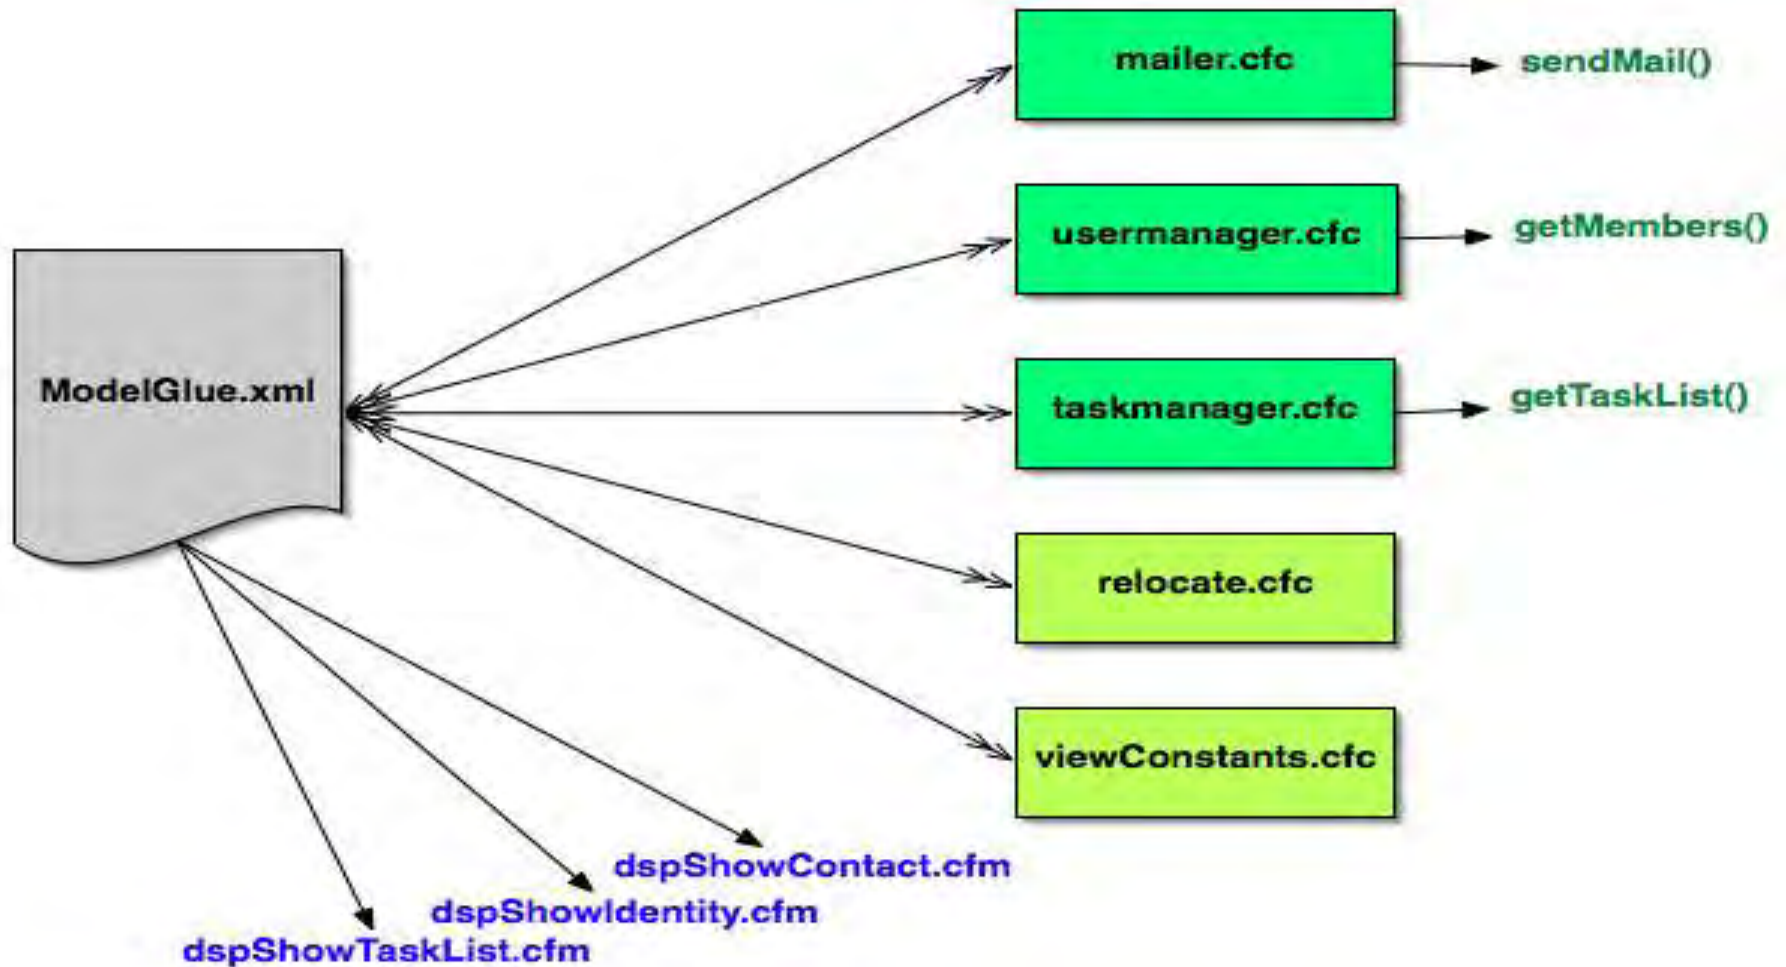 mailer.cfc
sendMail()
usermanager.cfc
getMembers()
ModelGlue.xml
taskmanager.cfc
getTaskList()
relocate.cfc
viewConstants.cfc
dspShowContact.cfm
dspShowIdentity.cfm
dspShowTaskList.cfm